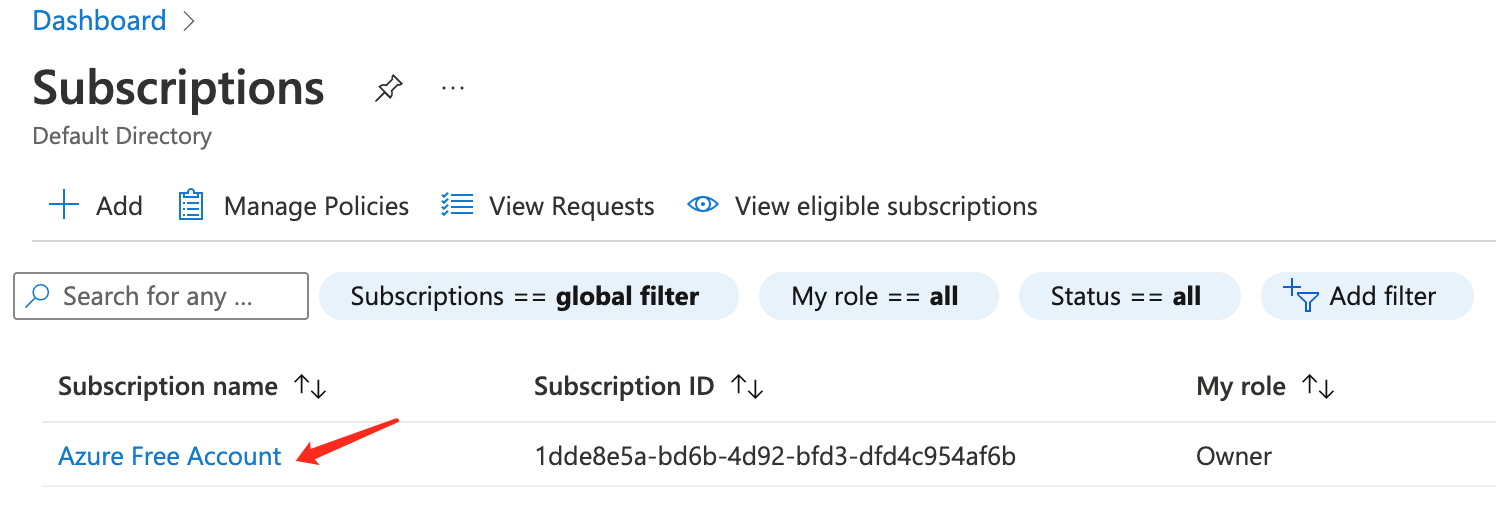 Dashboard >
Subscriptions ...
Default Directory
Add Manage Policies View Requests View eligible subscriptions
Search for any ... Subscriptions == global filter My role == all Status == all Add filter
Subscription name ↑↓ Subscription ID ↑↓ My role ↑↓
Azure Free Account 1dde8e5a-bd6b-4d92-bfd3-dfd4c954af6b Owner